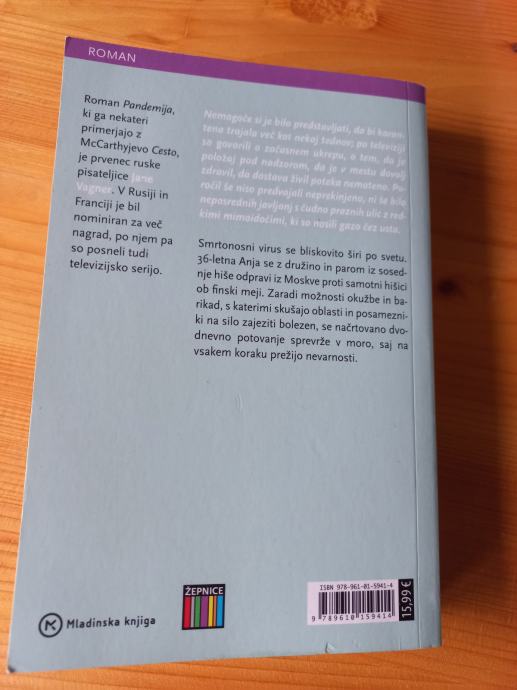 ROMAN
Roman Pandemija,
ki ga nekateri
primerjajo z
McCarthyjevo Cesto,
je prvenec ruske
pisateljice Jane
Vagner. V Rusiji in
Franciji je bil
nominiran za več
nagrad, po njem pa
so posneli tudi
televizijsko serijo.
Nemogoče si je bilo predstavljati, da bi karan-
tena trajala več kot nekaj tednov; po televiziji
so govorili o začasnem ukrepu, o tem, da je
položaj pod nadzorom, da je v mestu dovolj
zdravil, da dostava živil poteka nemoteno. Po-
ročil še niso predvajali neprekinjeno, ni še bilo
neposrednih javljanj s čudno praznih ulic z red-
kimi mimoidočimi, ki so nosili gazo čez usta.
Smrtonosni virus se bliskovito širi po svetu.
36-letna Anja se z družino in parom iz sosed-
nje hiše odpravi iz Moskve proti samotni hišici
ob finski meji. Zaradi možnosti okužbe in ba-
rikad, s katerimi skušajo oblasti in posamezni-
ki na silo zajeziti bolezen, se načrtovano dvo-
dnevno potovanje sprevrže v moro, saj na
vsakem koraku prežijo nevarnosti.
Mladinska knjiga
ŽEPNICE
ISBN 978-961-01-5941-4
9 789610 159414
15,99 €